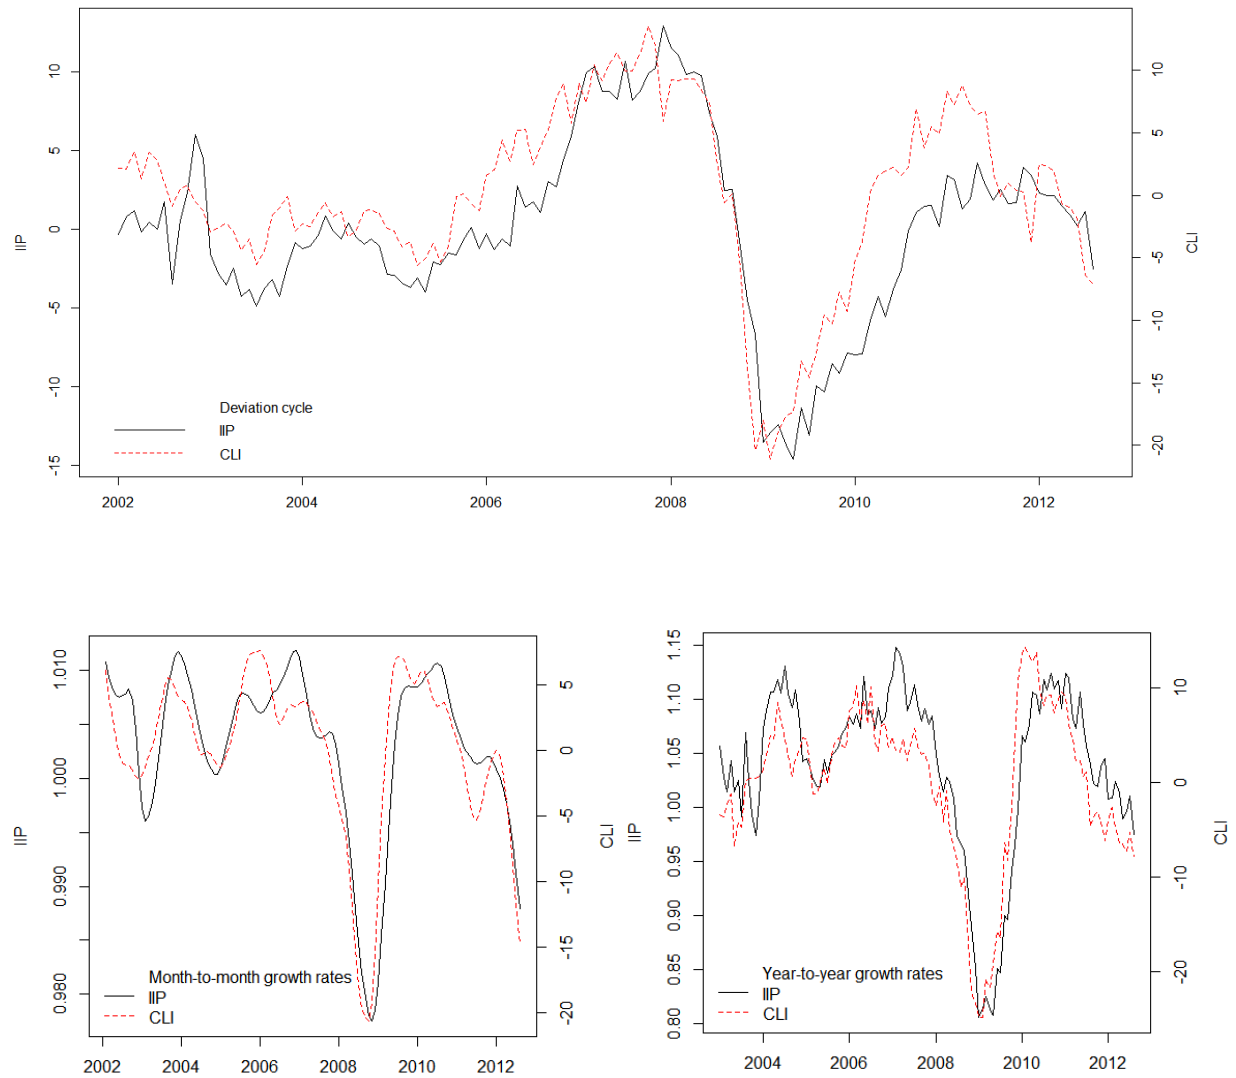 10
5
0
-5
-10
-15
IIP
10
5
0
-5
-10
-15
-20
CLI
Deviation cycle
IIP
CLI
2002 2004 2006 2008 2010 2012
1.010
1.000
0.990
0.980
IIP
5
0
-5
-10
-15
-20
CLI
Month-to-month growth rates
IIP
CLI
2002 2004 2006 2008 2010 2012
1.15
1.10
1.05
1.00
0.95
0.90
0.85
0.80
IIP
10
0
-10
-20
CLI
Year-to-year growth rates
IIP
CLI
2004 2006 2008 2010 2012